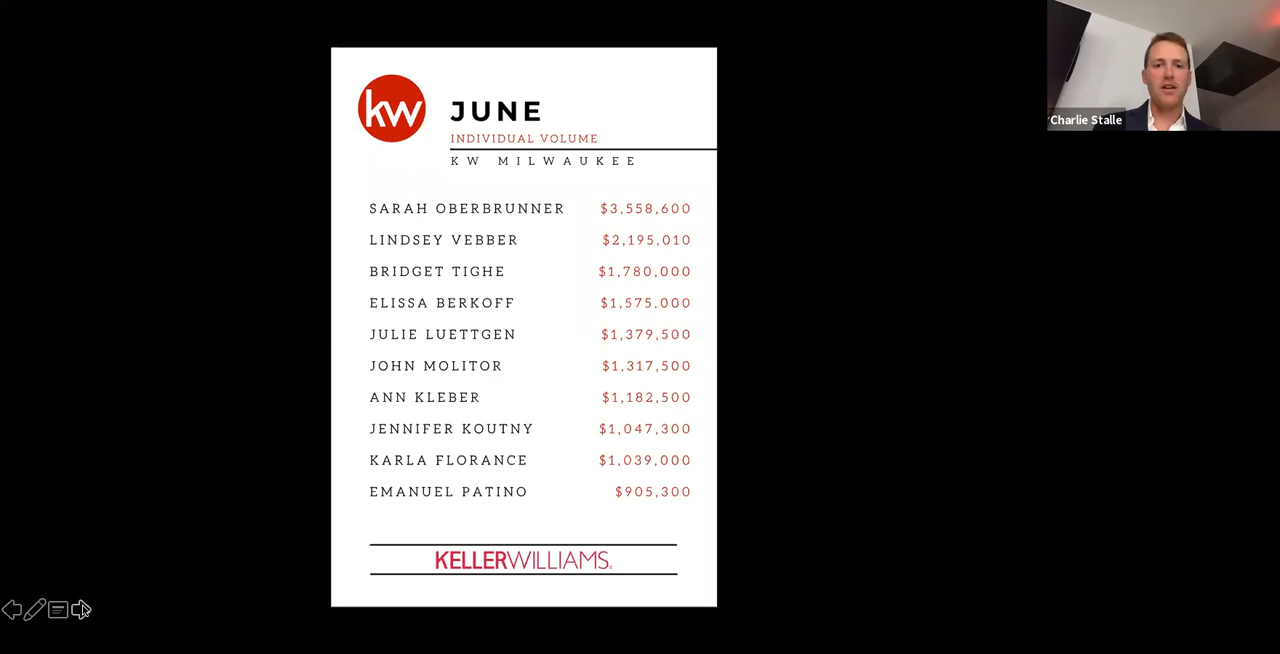 kw
JUNE
INDIVIDUAL VOLUME
KW MILWAUKEE
SARAH OBERBRUNNER $3,558,600
LINDSEY VEBBER $2,195,010
BRIDGET TIGHE $1,780,000
ELISSA BERKOFF $1,575,000
JULIE LUETTGEN $1,379,500
JOHN MOLITOR $1,317,500
ANN KLEBER $1,182,500
JENNIFER KOUTNY $1,047,300
KARLA FLORANCE $1,039,000
EMANUEL PATINO $905,300
KELLERWILLIAMS
Charlie Stalle